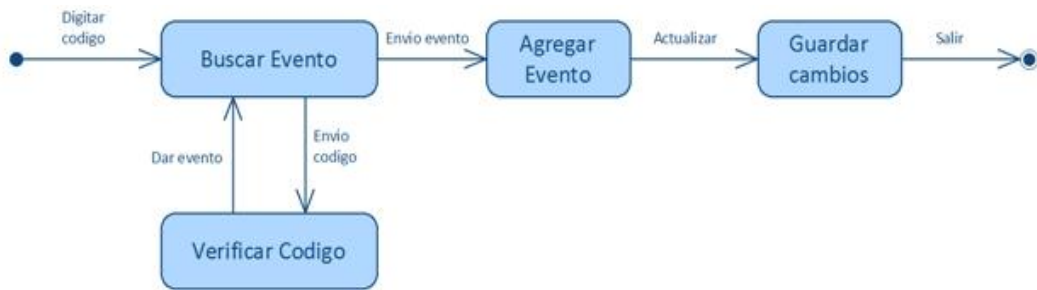 Digitar
codigo
Buscar Evento
Envio evento
Agregar
Evento
Actualizar
Guardar
cambios
Salir
Dar evento
Envio
codigo
Verificar Codigo